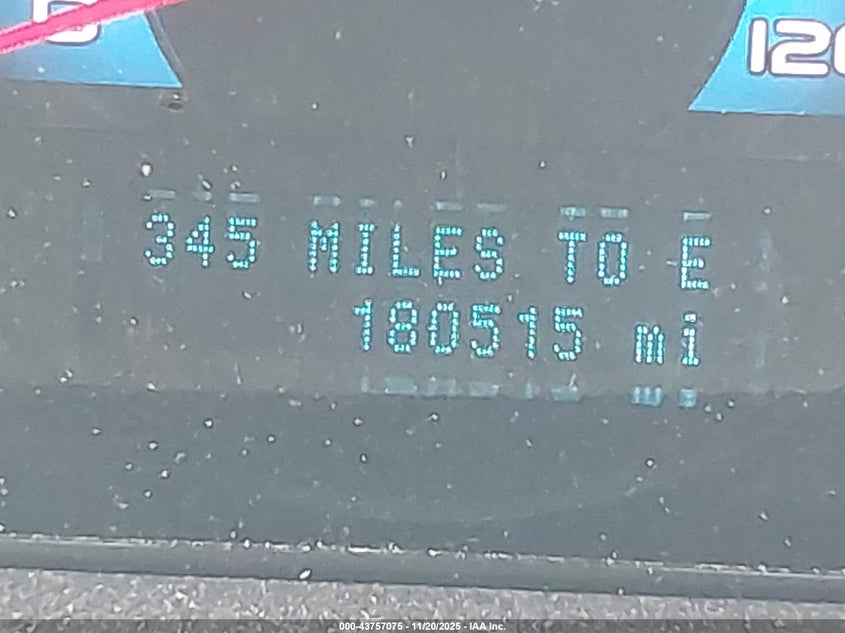 120
345 MILES TO E
180515 mi
000-43757075 - 11/20/2025 - IAA Inc.